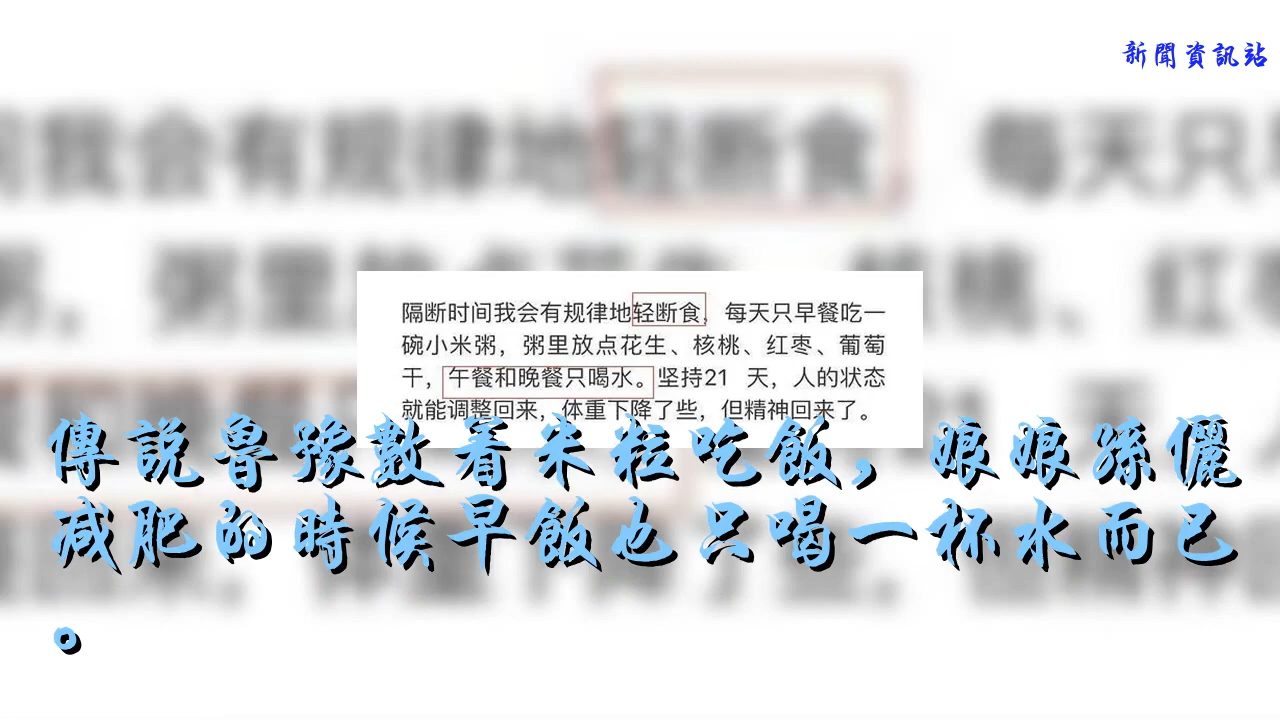 新聞資訊站
隔断时间我会有规律地轻断食，每天只早餐吃一
碗小米粥，粥里放点花生、核桃、红枣、葡萄
干，午餐和晚餐只喝水。坚持21 天，人的状态
就能调整回来，体重下降了些，但精神回来了。
傳說魯豫數著米粒吃飯，娘娘孫儷
减肥的時候早飯也只喝一杯水而已
。